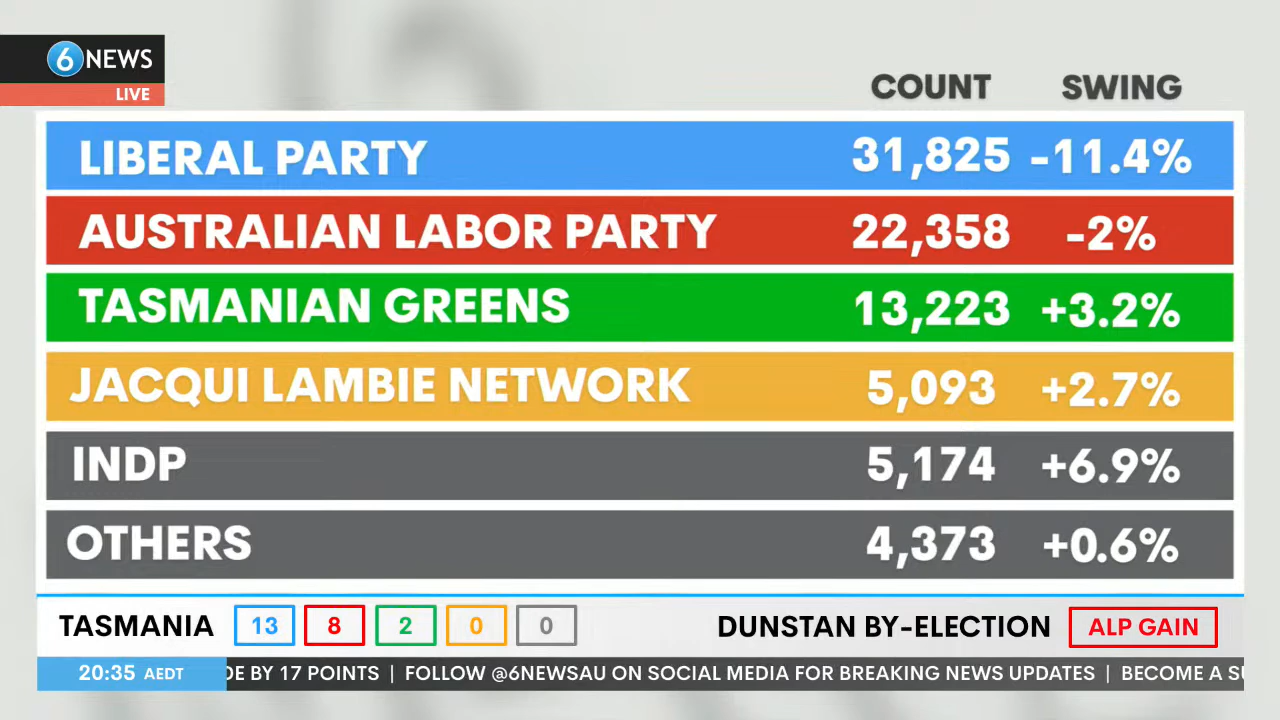 6 NEWS
LIVE
COUNT SWING
LIBERAL PARTY 31,825 -11.4%
AUSTRALIAN LABOR PARTY 22,358 -2%
TASMANIAN GREENS 13,223 +3.2%
JACQUI LAMBIE NETWORK 5,093 +2.7%
INDP 5,174 +6.9%
OTHERS 4,373 +0.6%
TASMANIA 13 8 2 0 0 DUNSTAN BY-ELECTION ALP GAIN
20:35 AEDT BY 17 POINTS | FOLLOW @6NEWSAU ON SOCIAL MEDIA FOR BREAKING NEWS UPDATES | BECOME A